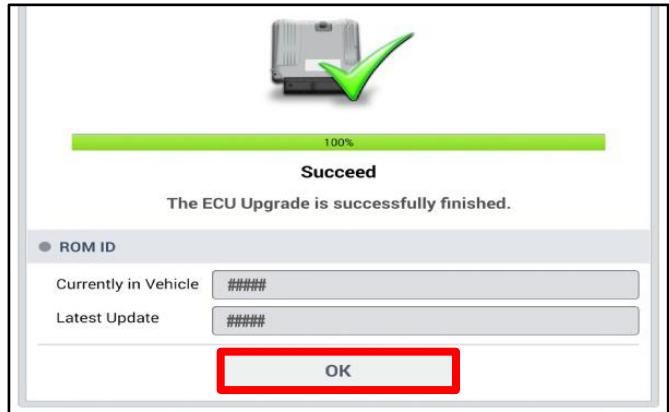 100%
Succeed
The ECU Upgrade is successfully finished.
ROM ID
Currently in Vehicle #####
Latest Update #####
OK